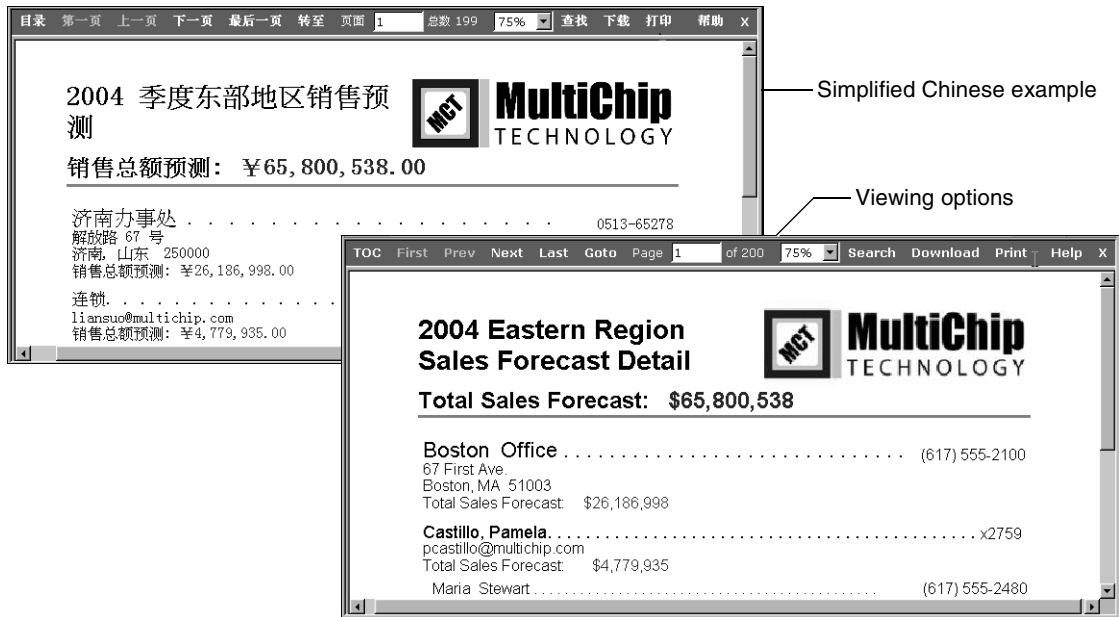 目录 第一页 上一页 下一页 最后一页 转至 页面 1 总数 199 75% 查找 下载 打印 帮助 X
2004 季度东部地区销售预
测
MCT MultiChip
TECHNOLOGY
销售总额预测: ¥65,800,538.00
济南办事处 . . . . . . . . . . . . . . 0513-65278
解放路 67 号
济南, 山东 250000
销售总额预测: ¥26,186,998.00
连锁. . . . . . . . . . . . . .
liansuo@multichip.com
销售总额预测: ¥4,779,935.00
Simplified Chinese example
Viewing options
TOC First Prev Next Last Goto Page 1 of 200 75% Search Download Print Help X
2004 Eastern Region
Sales Forecast Detail
MCT MultiChip
TECHNOLOGY
Total Sales Forecast: $65,800,538
Boston Office . . . . . . . . . . . . . . . . . . . . . . . . . . . . . . (617) 555-2100
67 First Ave.
Boston, MA 51003
Total Sales Forecast: $26,186,998
Castillo, Pamela. . . . . . . . . . . . . . . . . . . . . . . . . . . . . . x2759
pcastillo@multichip.com
Total Sales Forecast: $4,779,935
Maria Stewart . . . . . . . . . . . . . . . . . . . . . . . . . . . . . . (617) 555-2480